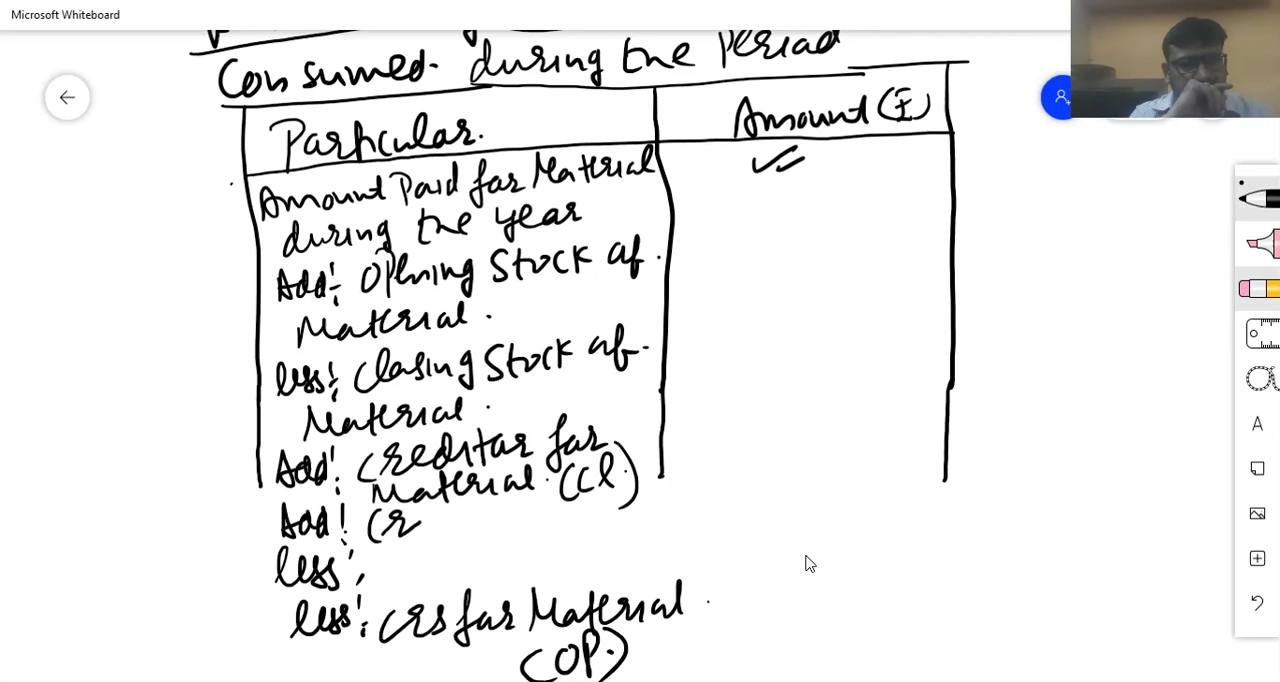 Microsoft Whiteboard
Consumed. during the Period
Particular. Amount (₹)
Amount Paid for Material
during the year
Add:- Opening Stock of.
Material.
less:- Closing Stock of-
Material.
Add: Creditor for
Material (Cl.)
Add: Cr
less:
less: Crs for Material
(OP.)
A